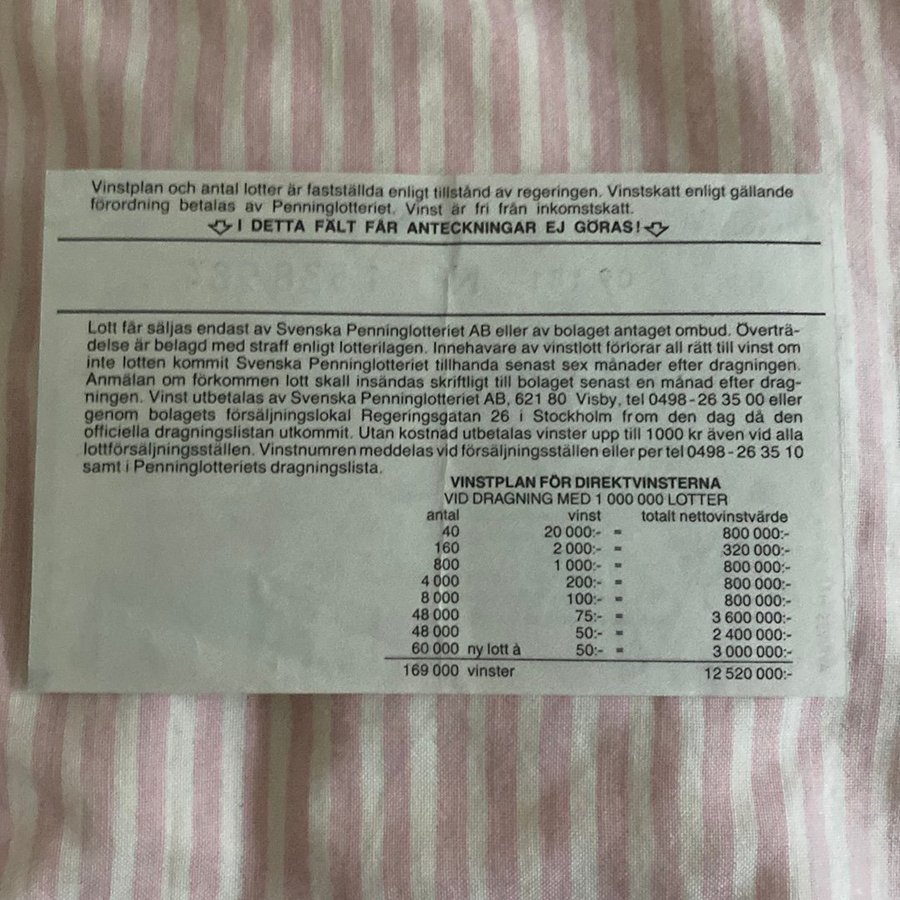 Vinstplan och antal lotter är fastställda enligt tillstånd av regeringen. Vinstskatt enligt gällande
förordning betalas av Penninglotteriet. Vinst är fri från inkomstskatt.
I DETTA FÄLT FÅR ANTECKNINGAR EJ GÖRAS!
Lott får säljas endast av Svenska Penninglotteriet AB eller av bolaget antaget ombud. Överträ-
delse är belagd med straff enligt lotterilagen. Innehavare av vinstlott förlorar all rätt till vinst om
inte lotten kommit Svenska Penninglotteriet tillhanda senast sex månader efter dragningen.
Anmälan om förkommen lott skall insändas skriftligt till bolaget senast en månad efter drag-
ningen. Vinst utbetalas av Svenska Penninglotteriet AB, 621 80 Visby, tel 0498-26 35 00 eller
genom bolagets försäljningslokal Regeringsgatan 26 i Stockholm from den dag då den
officiella dragningslistan utkommit. Utan kostnad utbetalas vinster upp till 1000 kr även vid alla
lottförsäljningsställen. Vinstnumren meddelas vid försäljningsställen eller per tel 0498-26 35 10
samt i Penninglotteriets dragningslista.
VINSTPLAN FÖR DIREKTVINSTERNA
VID DRAGNING MED 1 000 000 LOTTER
antal vinst totalt nettovinstvärde
40 20 000:- = 800 000:-
160 2 000:- = 320 000:-
800 1 000:- = 800 000:-
4 000 200:- = 800 000:-
8 000 100:- = 800 000:-
48 000 75:- = 3 600 000:-
48 000 50:- = 2 400 000:-
60 000 ny lott à 50:- = 3 000 000:-
169 000 vinster 12 520 000:-